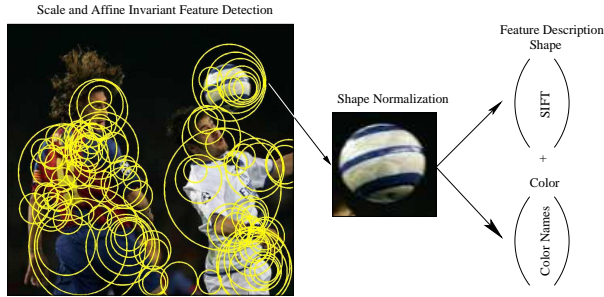 Scale and Affine Invariant Feature Detection
Shape Normalization
Feature Description
Shape
SIFT
+
Color
Color Names